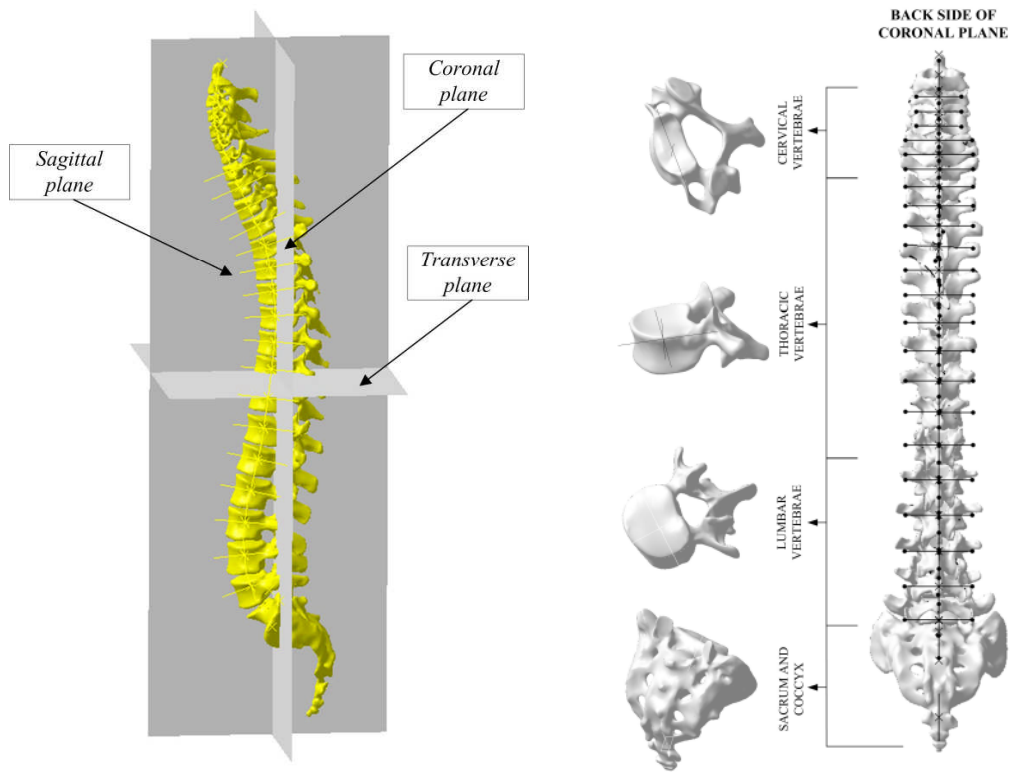 Coronal
plane
Sagittal
plane
Transverse
plane
BACK SIDE OF
CORONAL PLANE
CERVICAL
VERTEBRAE
THORACIC
VERTEBRAE
LUMBAR
VERTEBRAE
SACRUM AND
COCCYX